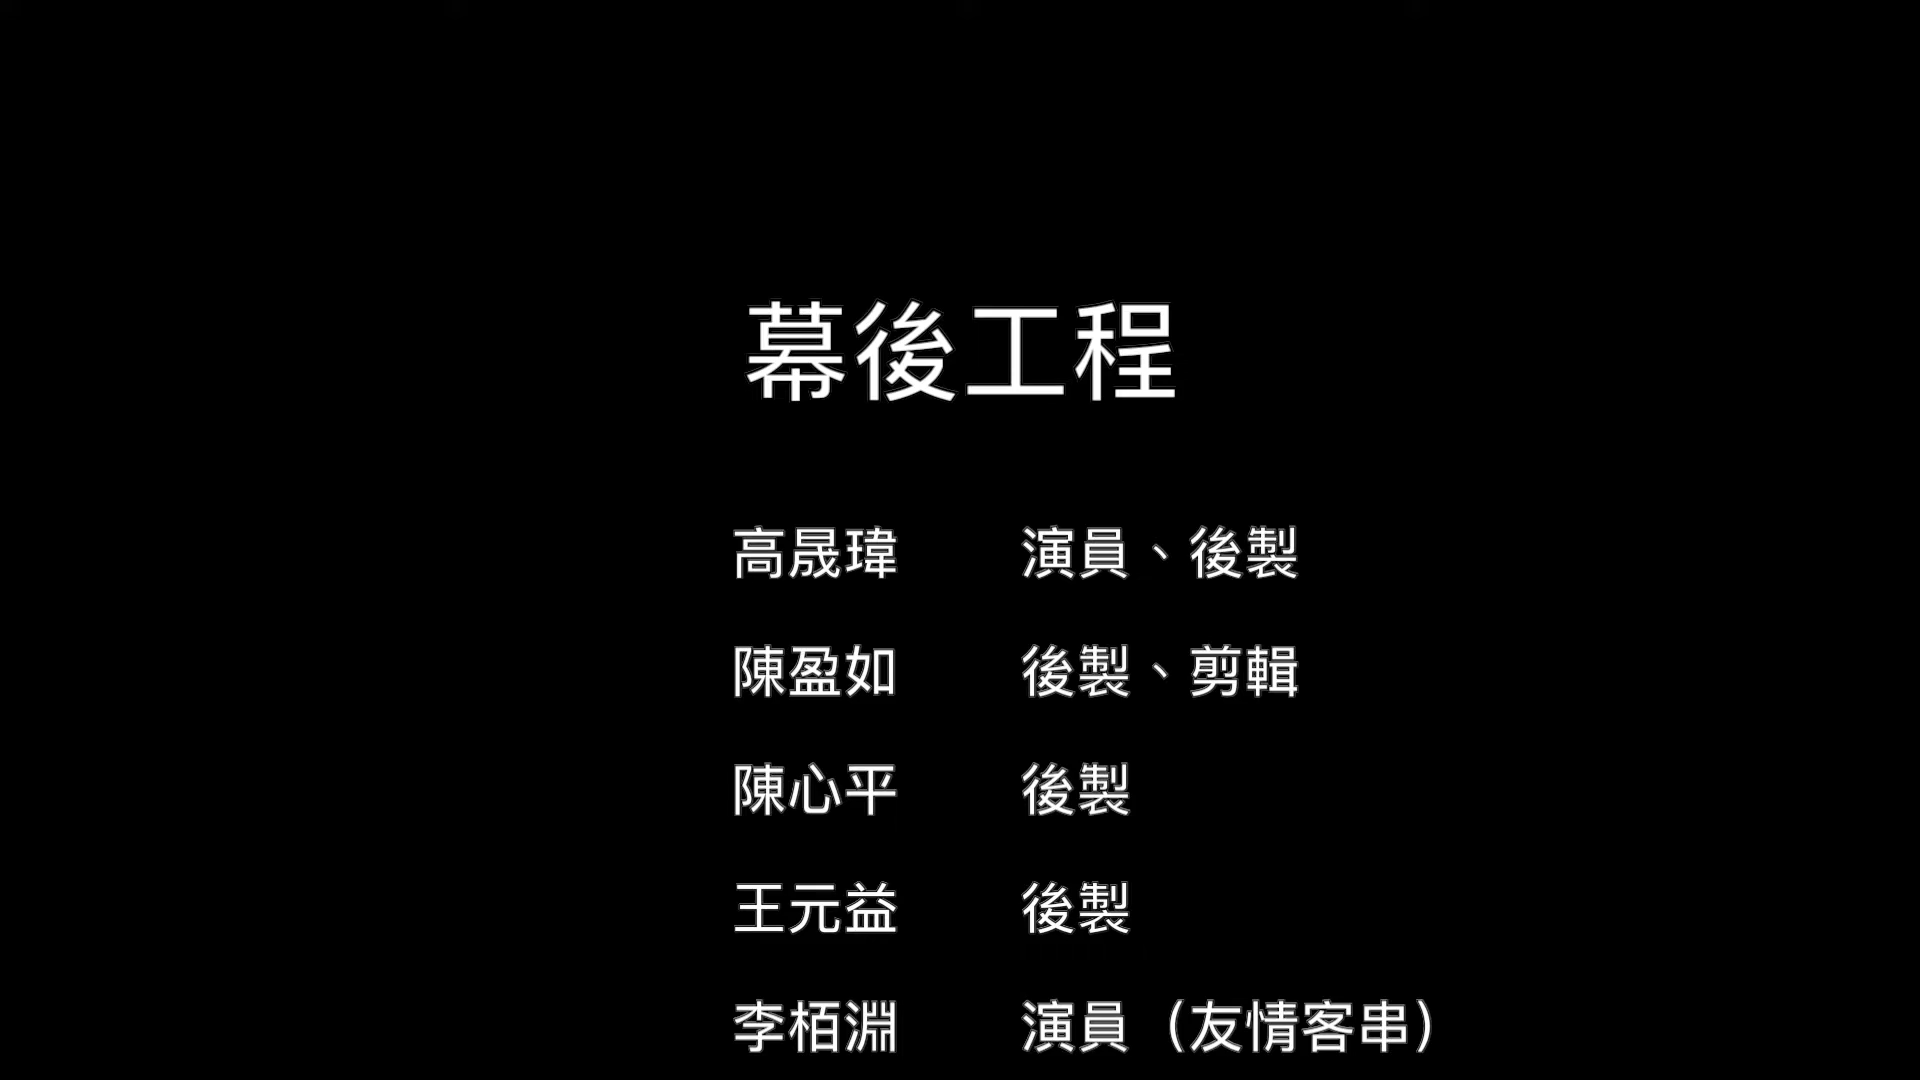 幕後工程
高晟瑋 演員、後製
陳盈如 後製、剪輯
陳心平 後製
王元益 後製
李栢淵 演員（友情客串）